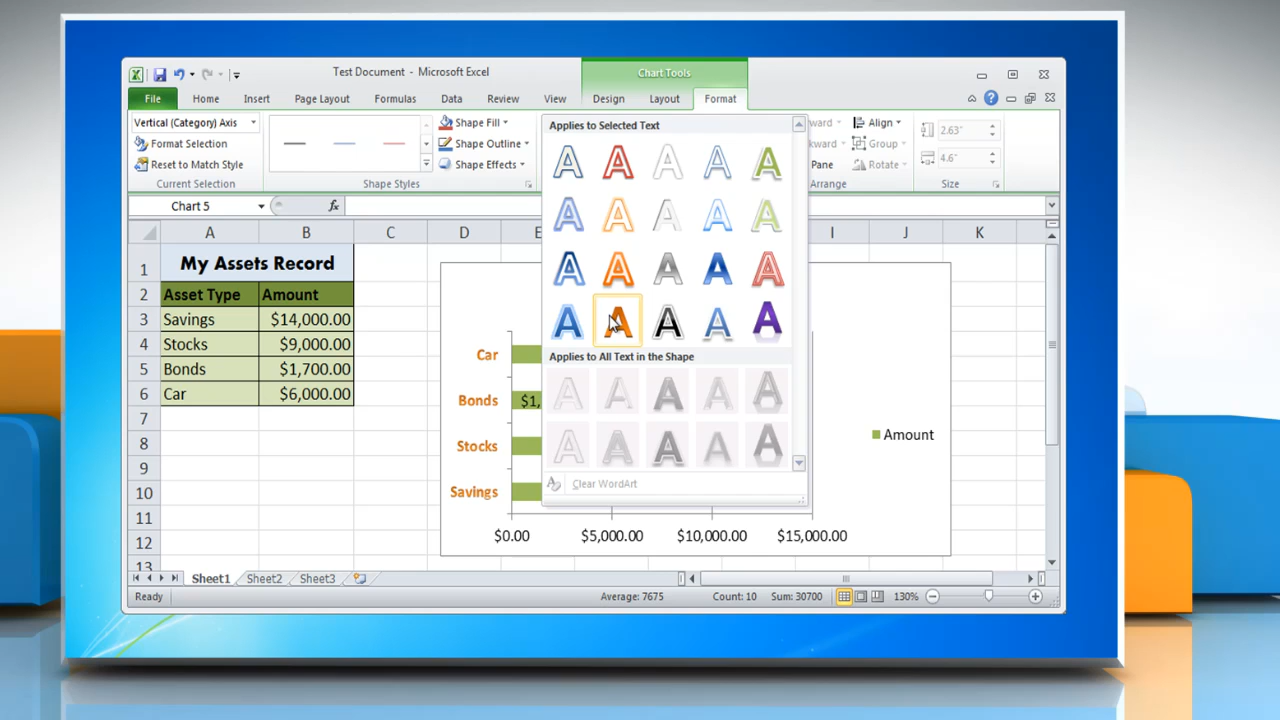 Test Document - Microsoft Excel
Chart Tools
File Home Insert Page Layout Formulas Data Review View Design Layout Format
Vertical (Category) Axis
Format Selection
Reset to Match Style
Current Selection
Shape Fill
Shape Outline
Shape Effects
Shape Styles
Applies to Selected Text
Applies to All Text in the Shape
Clear WordArt
ward
kward
Pane
Align
Group
Rotate
Arrange
2.63"
4.6"
Size
Chart 5
fx
A B C D E I J K
1 My Assets Record
2 Asset Type Amount
3 Savings $14,000.00
4 Stocks $9,000.00
5 Bonds $1,700.00
6 Car $6,000.00
7
8
9
10
11
12
13
Car
Bonds $1,
Stocks
Savings
Amount
$0.00 $5,000.00 $10,000.00 $15,000.00
Sheet1 Sheet2 Sheet3
Ready Average: 7675 Count: 10 Sum: 30700 130%